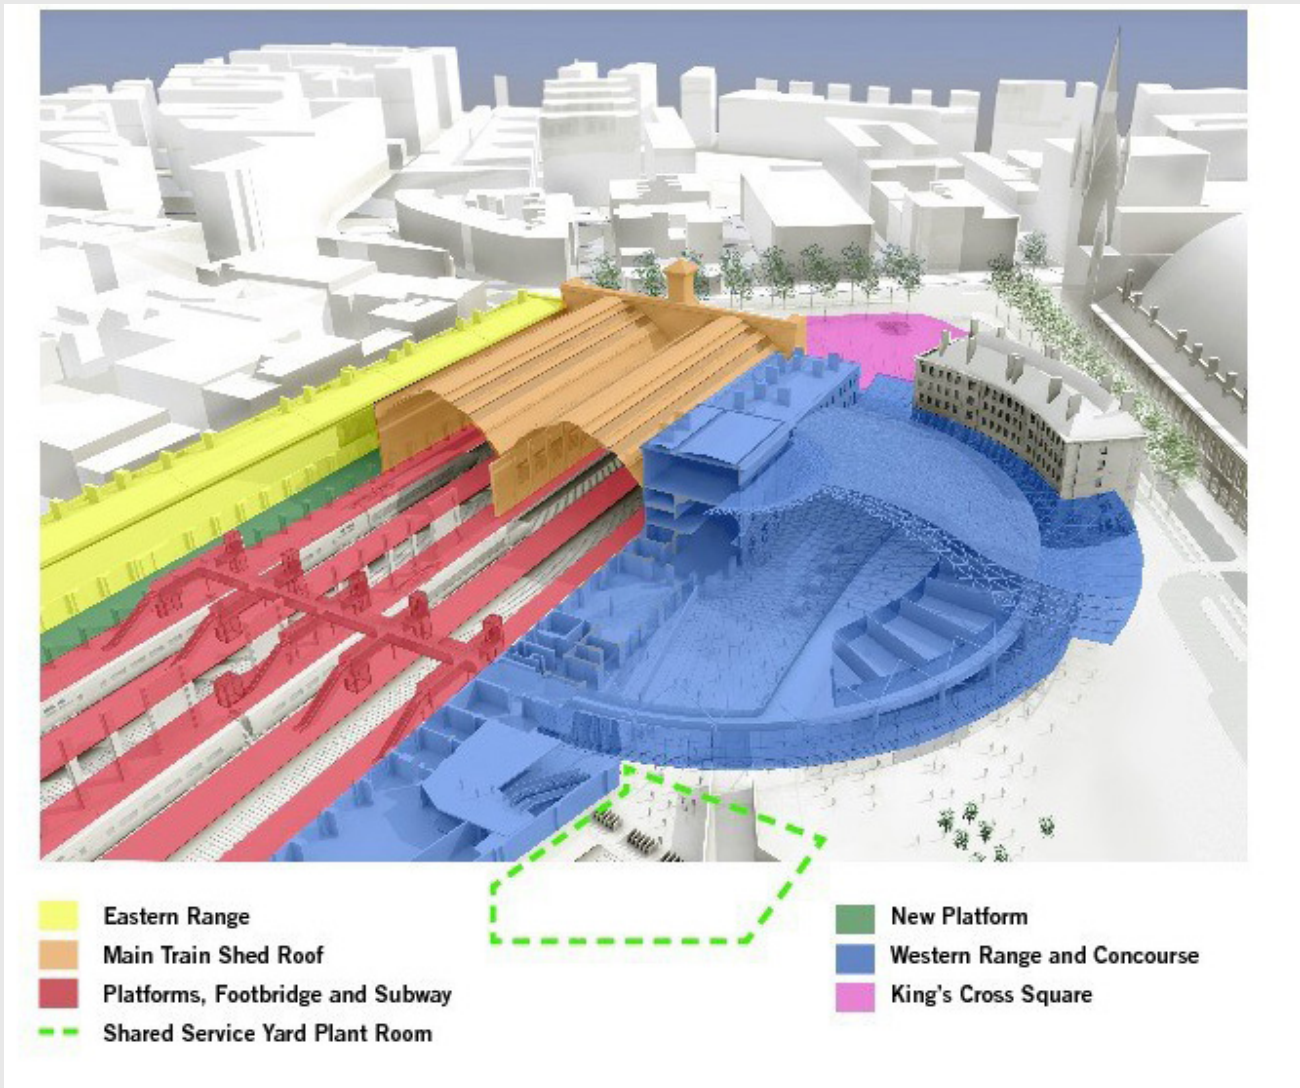 Eastern Range
Main Train Shed Roof
Platforms, Footbridge and Subway
Shared Service Yard Plant Room
New Platform
Western Range and Concourse
King's Cross Square